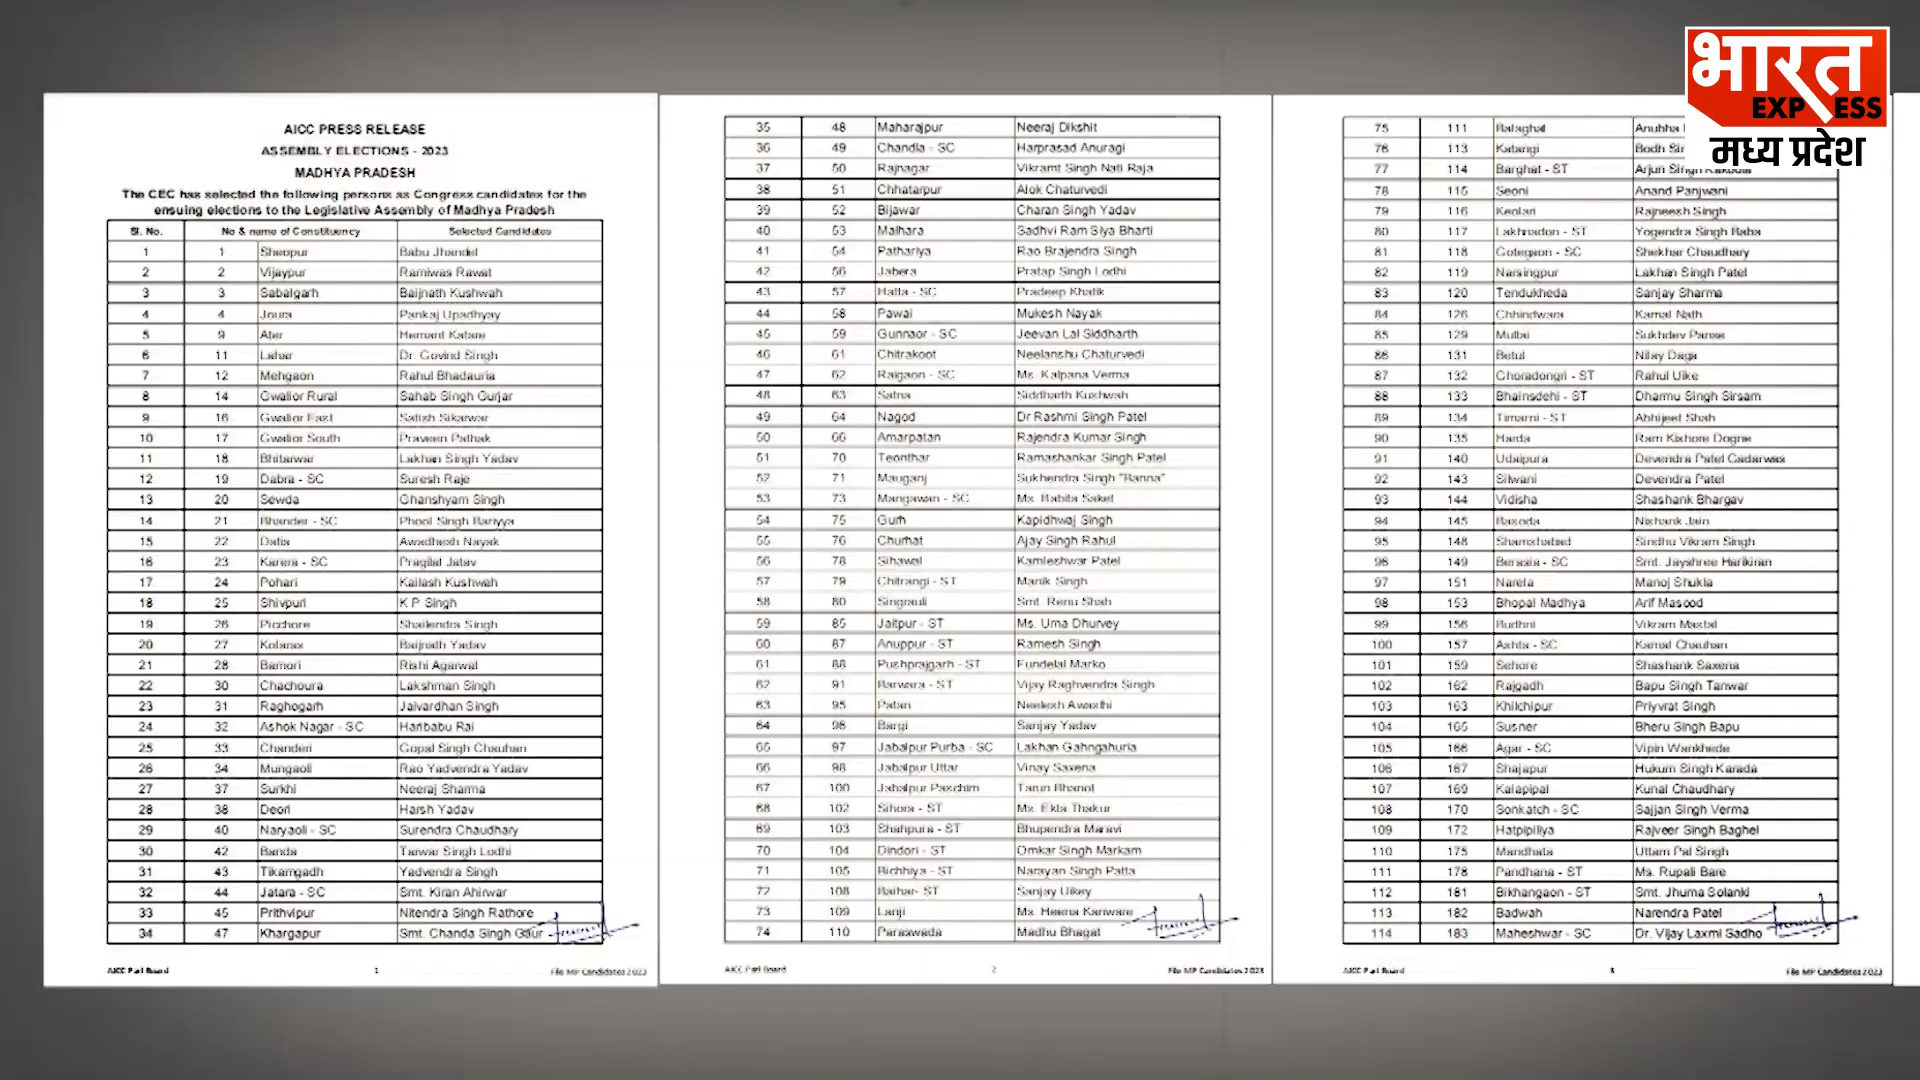 AICC PRESS RELEASE
ASSEMBLY ELECTIONS - 2023
MADHYA PRADESH
The CEC has selected the following persons as Congress candidates for the
ensuing elections to the Legislative Assembly of Madhya Pradesh
Sl. No. No & name of Constituency Selected Candidates
1 1 Sheopur Babu Jhandel
2 2 Vijaypur Ramiwas Rawat
3 3 Sabalgarh Baijnath Kushwah
4 4 Joura Pankaj Upadhyay
5 9 Ater Hemant Katare
6 11 Lahar Dr. Govind Singh
7 12 Mehgaon Rahul Bhadauria
8 14 Gwalior Rural Sahab Singh Gurjar
9 16 Gwalior East Satish Sikarwar
10 17 Gwalior South Praveen Pathak
11 18 Bhitarwar Lakhan Singh Yadav
12 19 Dabra - SC Suresh Raje
13 20 Sewda Ghanshyam Singh
14 21 Bhander - SC Phool Singh Bariyya
15 22 Datia Awadhesh Nayak
16 23 Karera - SC Pragilal Jatav
17 24 Pohari Kailash Kushwah
18 25 Shivpuri K P Singh
19 26 Picchore Shailendra Singh
20 27 Kolaras Baijnath Yadav
21 28 Bamori Rishi Agarwal
22 30 Chachoura Lakshman Singh
23 31 Raghogarh Jaivardhan Singh
24 32 Ashok Nagar - SC Haribabu Rai
25 33 Chanderi Gopal Singh Chauhan
26 34 Mungaoli Rao Yadvendra Yadav
27 37 Surkhi Neeraj Sharma
28 38 Deori Harsh Yadav
29 40 Naryaoli - SC Surendra Chaudhary
30 42 Banda Tarwar Singh Lodhi
31 43 Tikamgadh Yadvendra Singh
32 44 Jatara - SC Smt. Kiran Ahirwar
33 45 Prithvipur Nitendra Singh Rathore
34 47 Khargapur Smt. Chanda Singh Gaur
AICC Parl Board 1 File MP Candidates 2023
35 48 Maharajpur Neeraj Dikshit
36 49 Chandla - SC Harprasad Anuragi
37 50 Rajnagar Vikramt Singh Nati Raja
38 51 Chhatarpur Alok Chaturvedi
39 52 Bijawar Charan Singh Yadav
40 53 Malhara Sadhvi Ram Siya Bharti
41 54 Pathariya Rao Brajendra Singh
42 56 Jabera Pratap Singh Lodhi
43 57 Hatta - SC Pradeep Khatik
44 58 Pawai Mukesh Nayak
45 59 Gunnaor - SC Jeevan Lal Siddharth
46 61 Chitrakoot Neelanshu Chaturvedi
47 62 Raigaon - SC Ms. Kalpana Verma
48 63 Satna Siddharth Kushwah
49 64 Nagod Dr Rashmi Singh Patel
50 66 Amarpatan Rajendra Kumar Singh
51 70 Teonthar Ramashankar Singh Patel
52 71 Mauganj Sukhendra Singh "Banna"
53 73 Mangawan - SC Ms. Babita Saket
54 75 Gurh Kapidhwaj Singh
55 76 Churhat Ajay Singh Rahul
56 78 Sihawal Kamleshwar Patel
57 79 Chitrangi - ST Manik Singh
58 80 Singrauli Smt. Renu Shah
59 85 Jaitpur - ST Ms. Uma Dhurvey
60 87 Anuppur - ST Ramesh Singh
61 88 Pushprajgarh - ST Fundelal Marko
62 91 Barwara - ST Vijay Raghvendra Singh
63 95 Patan Neelesh Awasthi
64 96 Bargi Sanjay Yadav
65 97 Jabalpur Purba - SC Lakhan Gahnghuria
66 98 Jabalpur Uttar Vinay Saxena
67 100 Jabalpur Paschim Tarun Bhanot
68 102 Sihora - ST Ms. Ekta Thakur
69 103 Shahpura - ST Bhupendra Maravi
70 104 Dindori - ST Omkar Singh Markam
71 105 Bichhiya - ST Narayan Singh Patta
72 108 Baihar- ST Sanjay Uikey
73 109 Lanji Ms. Heena Kanware
74 110 Paraswada Madhu Bhagat
AICC Parl Board 2 File MP Candidates 2023
75 111 Balaghat Anubha
76 113 Katangi Bodh
77 114 Barghat - ST Arjun Singh Kakodia
78 115 Seoni Anand Panjwani
79 116 Keolari Rajneesh Singh
80 117 Lakhnadon - ST Yogendra Singh Baba
81 118 Gotegaon - SC Shekhar Chaudhary
82 119 Narsingpur Lakhan Singh Patel
83 120 Tendukheda Sanjay Sharma
84 126 Chhindwara Kamal Nath
85 129 Multai Sukhdev Panse
86 131 Betul Nilay Daga
87 132 Ghoradongri - ST Rahul Uike
88 133 Bhainsdehi - ST Dharmu Singh Sirsam
89 134 Timarni - ST Abhijeet Shah
90 135 Harda Ram Kishore Dogne
91 140 Udaipura Devendra Patel Gadarwas
92 143 Silwani Devendra Patel
93 144 Vidisha Shashank Bhargav
94 145 Basoda Nishank Jain
95 148 Shamshabad Sindhu Vikram Singh
96 149 Berasia - SC Smt. Jayshree Harikiran
97 151 Narela Manoj Shukla
98 153 Bhopal Madhya Arif Masood
99 156 Budhni Vikram Mastal
100 157 Ashta - SC Kamal Chauhan
101 159 Sehore Shashank Saxena
102 162 Rajgadh Bapu Singh Tanwar
103 163 Khilchipur Priyvrat Singh
104 165 Susner Bheru Singh Bapu
105 166 Agar - SC Vipin Wankhede
106 167 Shajapur Hukum Singh Karada
107 169 Kalapipal Kunal Chaudhary
108 170 Sonkatch - SC Sajjan Singh Verma
109 172 Hatpipiliya Rajveer Singh Baghel
110 175 Mandhata Uttam Pal Singh
111 178 Pandhana - ST Ms. Rupali Bare
112 181 Bikhangaon - ST Smt. Jhuma Solanki
113 182 Badwah Narendra Patel
114 183 Maheshwar - SC Dr. Vijay Laxmi Sadho
AICC Parl Board 3 File MP Candidates 2023
भारत
EXPRESS
मध्य प्रदेश